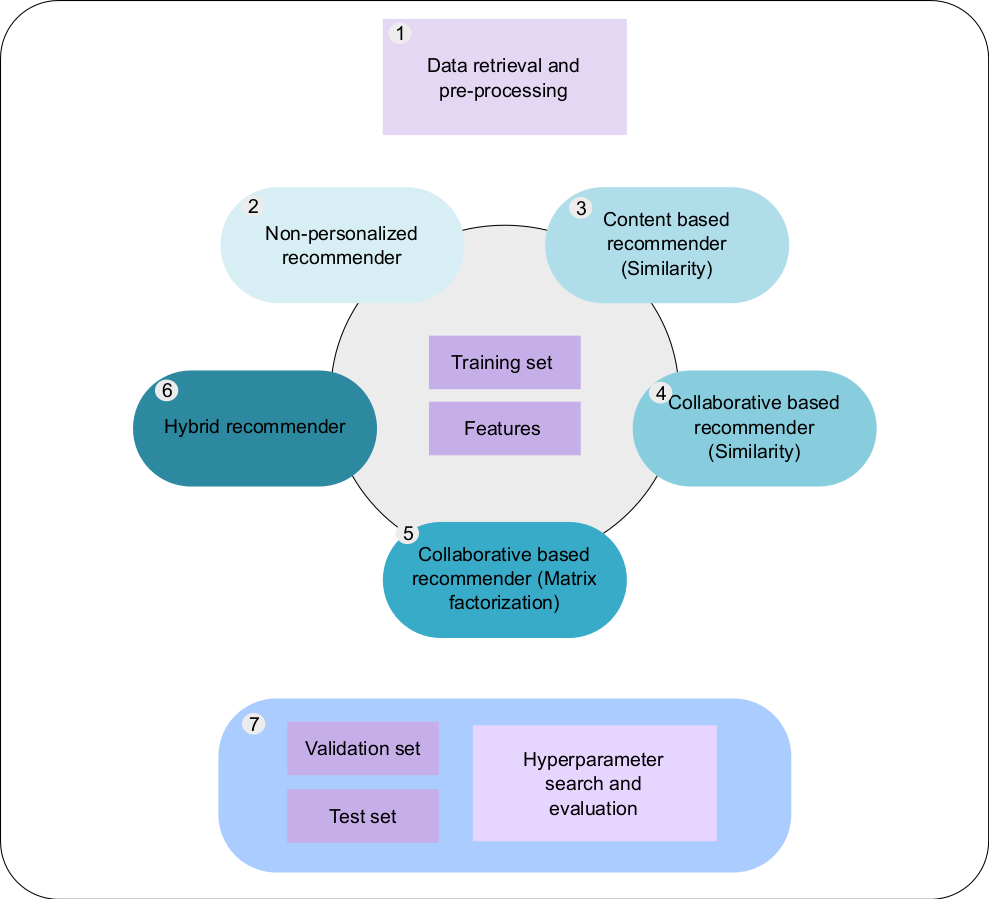 1
Data retrieval and
pre-processing
2
Non-personalized
recommender
3
Content based
recommender
(Similarity)
Training set
Features
6
Hybrid recommender
4
Collaborative based
recommender
(Similarity)
5
Collaborative based
recommender (Matrix
factorization)
7
Validation set
Test set
Hyperparameter
search and
evaluation